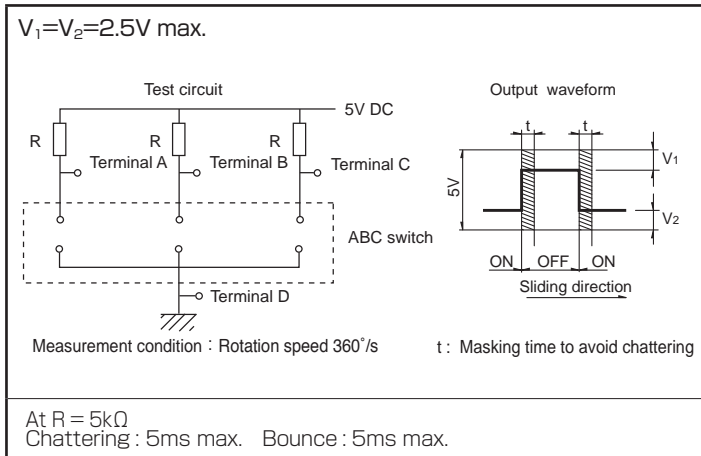 V₁=V₂=2.5V max.
Test circuit
Output waveform
5V DC
R
R
R
Terminal A
Terminal B
Terminal C
ABC switch
Terminal D
t
t
5V
V₁
V₂
ON
OFF
ON
Sliding direction
Measurement condition : Rotation speed 360˚/s
t : Masking time to avoid chattering
At R = 5kΩ
Chattering : 5ms max. Bounce : 5ms max.